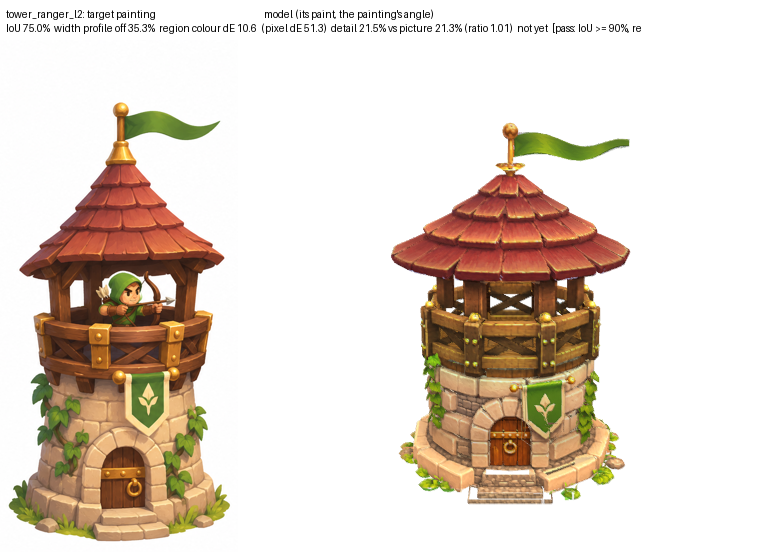 tower_ranger_l2: target painting
model (its paint, the painting's angle)
IoU 75.0% width profile off 35.3% region colour dE 10.6 (pixel dE 51.3) detail 21.5% vs picture 21.3% (ratio 1.01) not yet [pass: IoU >= 90%, re